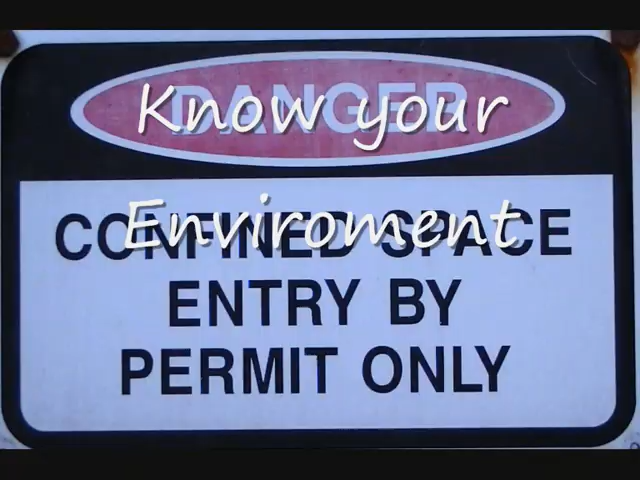 DANGER
Know your
Enviroment
CONFINED SPACE
ENTRY BY
PERMIT ONLY